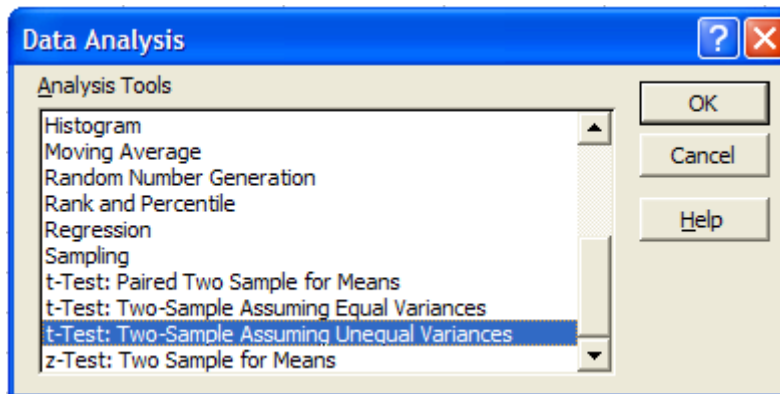 Data Analysis
Analysis Tools
Histogram
Moving Average
Random Number Generation
Rank and Percentile
Regression
Sampling
t-Test: Paired Two Sample for Means
t-Test: Two-Sample Assuming Equal Variances
t-Test: Two-Sample Assuming Unequal Variances
z-Test: Two Sample for Means
OK
Cancel
Help